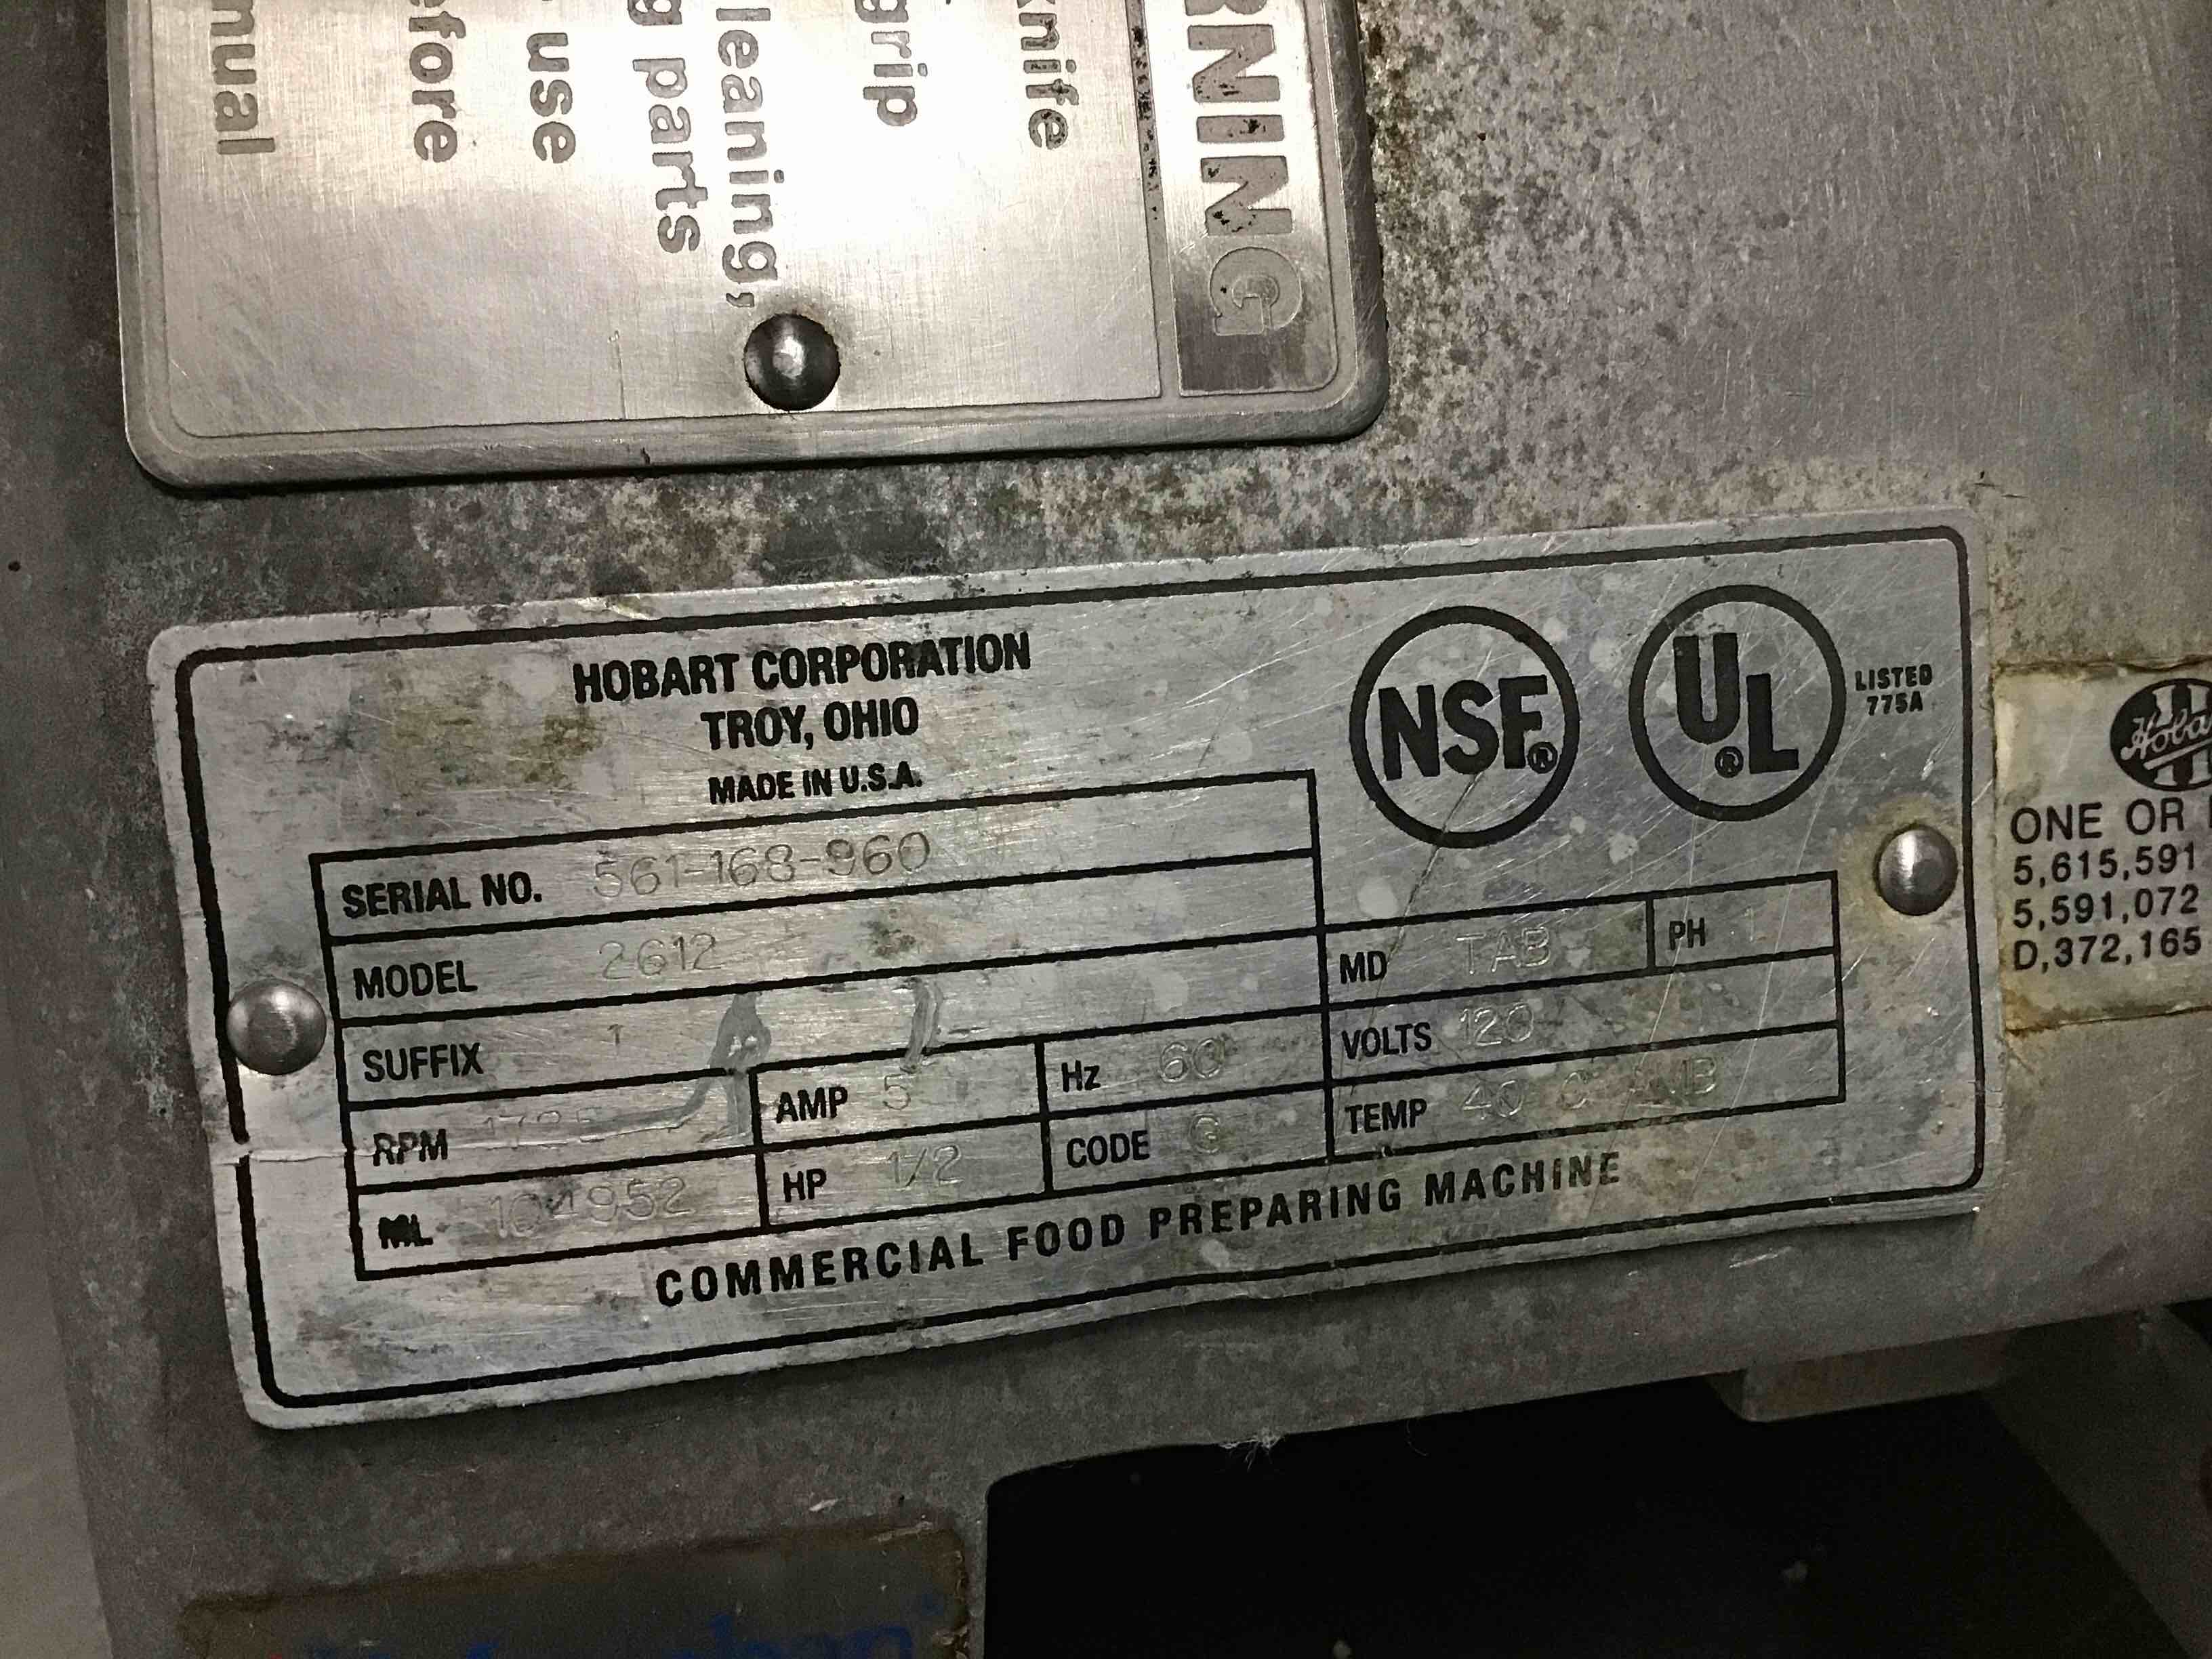 RNING
knife
grip
leaning,
g parts
use
efore
nual
HOBART CORPORATION
TROY, OHIO
MADE IN U.S.A.
NSF®
UL®
LISTED
775A
SERIAL NO. 561-168-960
MODEL 2612
SUFFIX 1
RPM 1725
AMP 5
Hz 60
MD TAB
PH 1
VOLTS 120
ML 104952
HP 1/2
CODE G
TEMP 40 C AMB
COMMERCIAL FOOD PREPARING MACHINE
Hoba
ONE OR
5,615,591
5,591,072
D,372,165